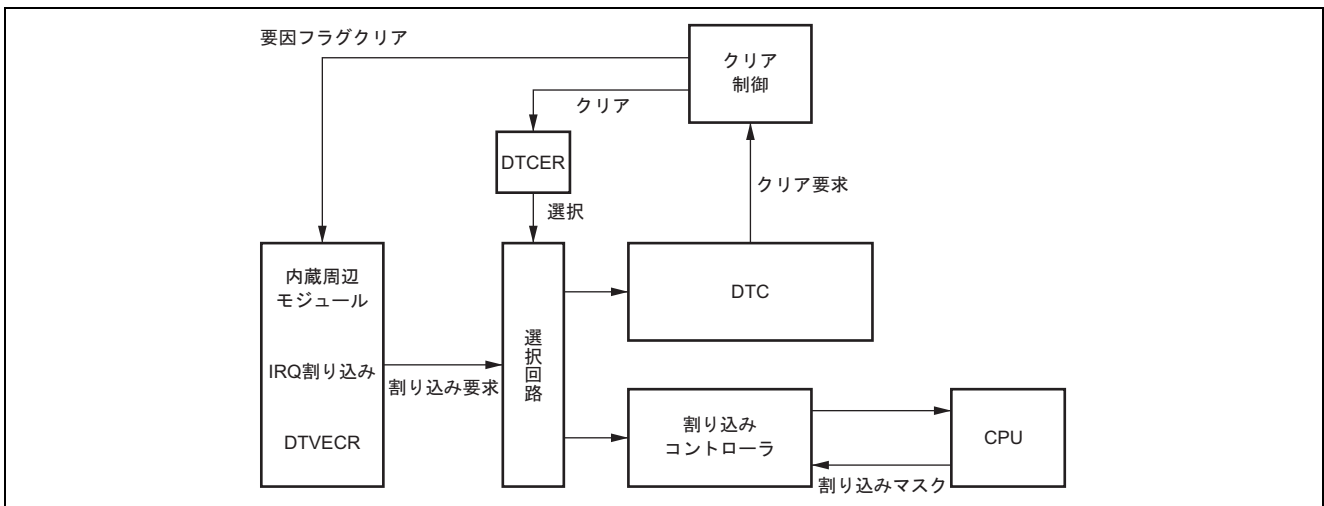 要因フラグクリア
クリア
制御
クリア
DTCER
クリア要求
選択
内蔵周辺
モジュール
DTC
選択回路
IRQ割り込み
割り込み要求
割り込み
コントローラ
CPU
DTVECR
割り込みマスク